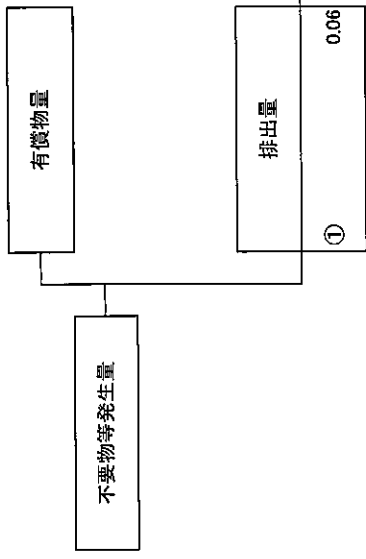 不要物等発生量
有償物量
排出量
① 0.06